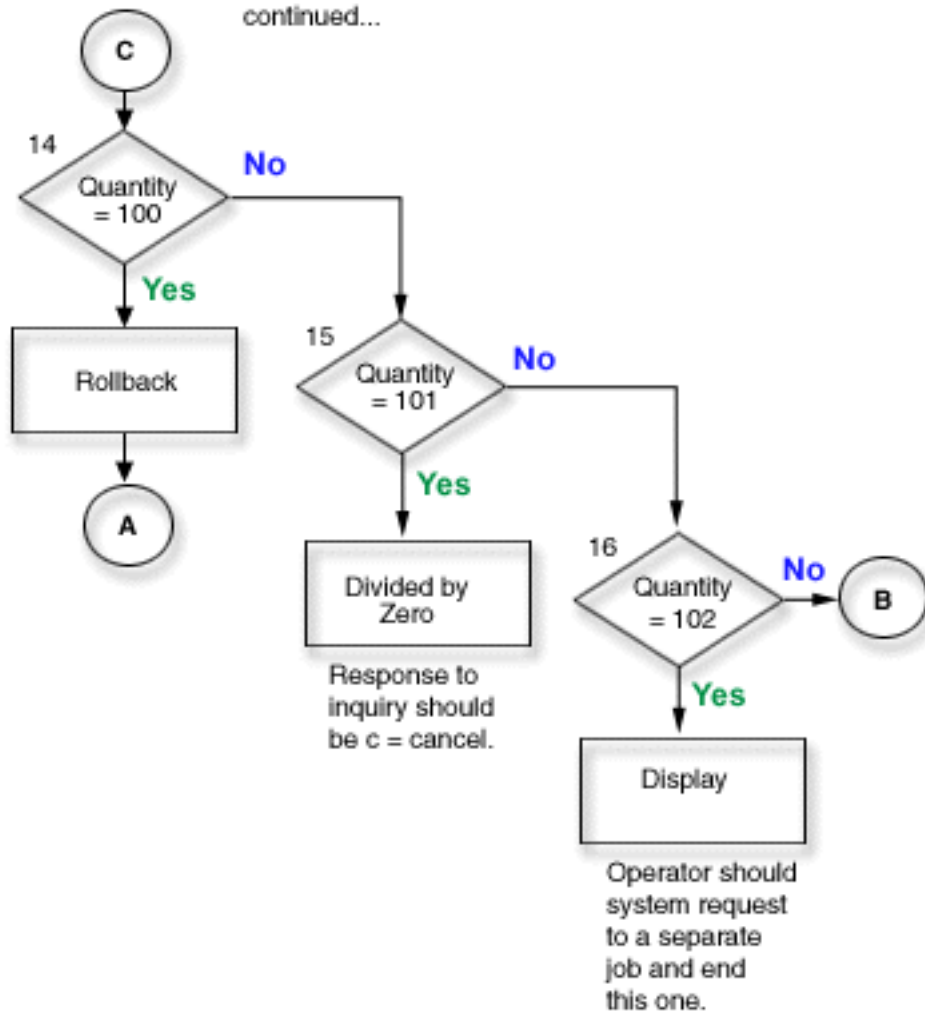 continued...
C
14
Quantity
= 100
No
Yes
Rollback
A
15
Quantity
= 101
No
Yes
Divided by
Zero
Response to
inquiry should
be c = cancel.
16
Quantity
= 102
No
B
Yes
Display
Operator should
system request
to a separate
job and end
this one.